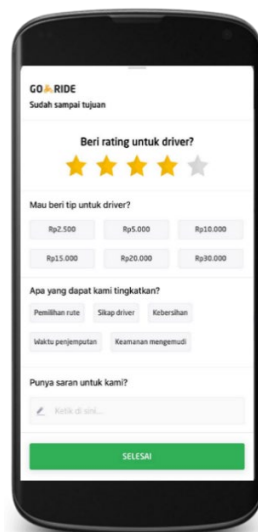 GO RIDE
Sudah sampai tujuan
Beri rating untuk driver?
Mau beri tip untuk driver?
Rp2.500 Rp5.000 Rp10.000
Rp15.000 Rp20.000 Rp30.000
Apa yang dapat kami tingkatkan?
Pemilihan rute Sikap driver Kebersihan
Waktu penjemputan Keamanan mengemudi
Punya saran untuk kami?
Ketik di sini...
SELESAI